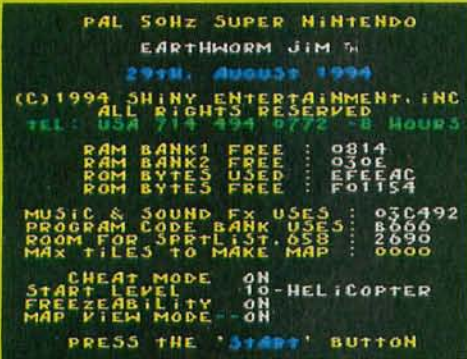 PAL 50HZ SUPER NINTENDO
EARTHWORM JIM TM
29TH. AUGUST 1994
(C)1994 SHINY ENTERTAINMENT, INC
ALL RIGHTS RESERVED
TEL: USA 714 494 0772 -8 HOURS
RAM BANK1 FREE : 0814
RAM BANK2 FREE : 030E
ROM BYTES USED : EFEEAC
ROM BYTES FREE : F01154
MUSIC & SOUND FX USES : 03C492
PROGRAM CODE BANK USES: B666
ROOM FOR SPRTLIST.658 : 2690
MAX TILES TO MAKE MAP : 0000
CHEAT MODE ON
START LEVEL 10-HELICOPTER
FREEZEABILITY ON
MAP VIEW MODE--ON
PRESS THE 'START' BUTTON